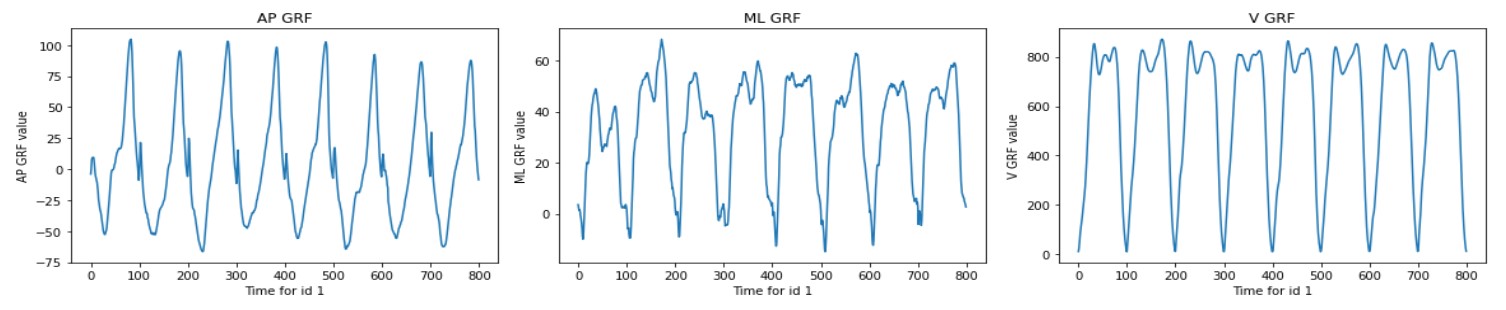 AP GRF
AP GRF value
100
75
50
25
0
−25
−50
−75
0 100 200 300 400 500 600 700 800
Time for id 1
ML GRF
ML GRF value
60
40
20
0
0 100 200 300 400 500 600 700 800
Time for id 1
V GRF
V GRF value
800
600
400
200
0
0 100 200 300 400 500 600 700 800
Time for id 1